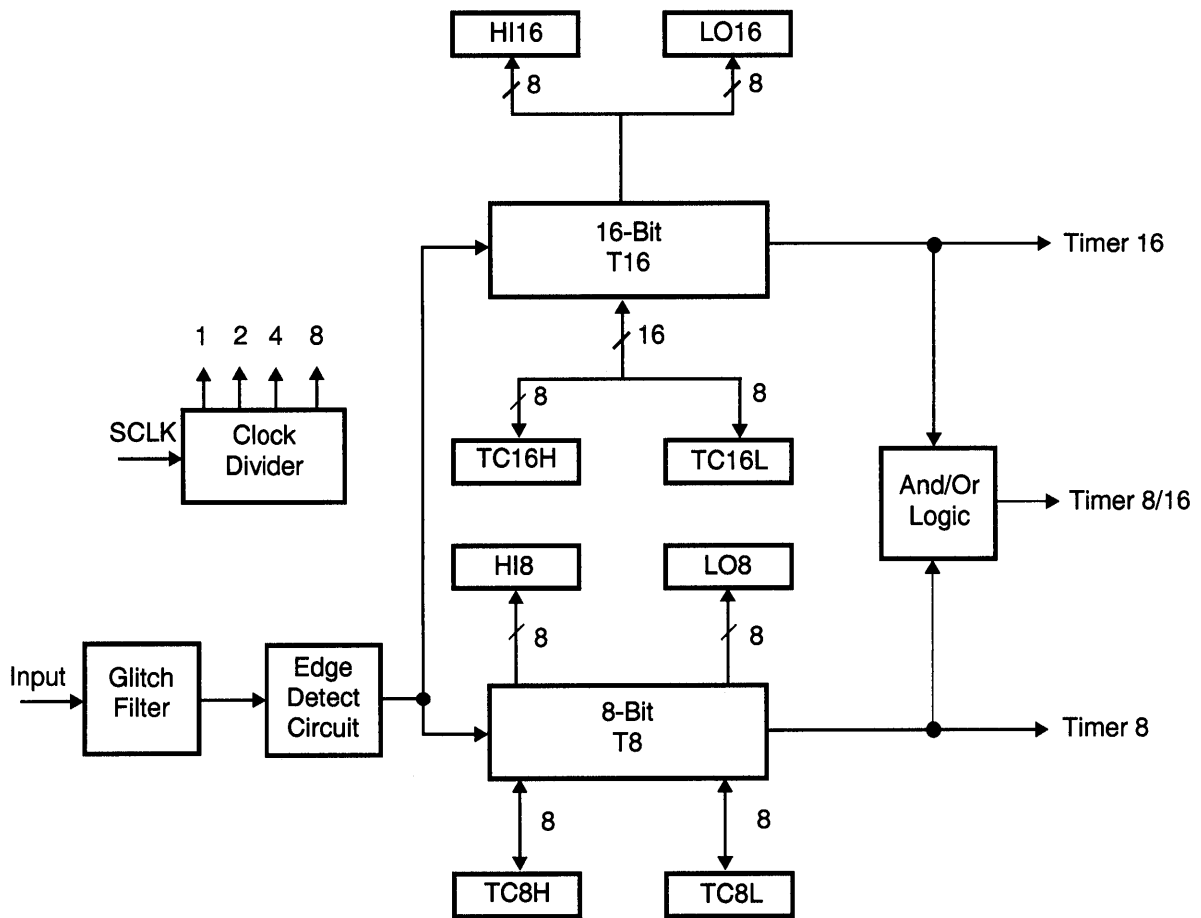 HI16
LO16
8
8
16-Bit
T16
Timer 16
16
1 2 4 8
8
8
SCLK
Clock
Divider
TC16H
TC16L
And/Or
Logic
Timer 8/16
HI8
LO8
8
8
Input
Glitch
Filter
Edge
Detect
Circuit
8-Bit
T8
Timer 8
8
8
TC8H
TC8L